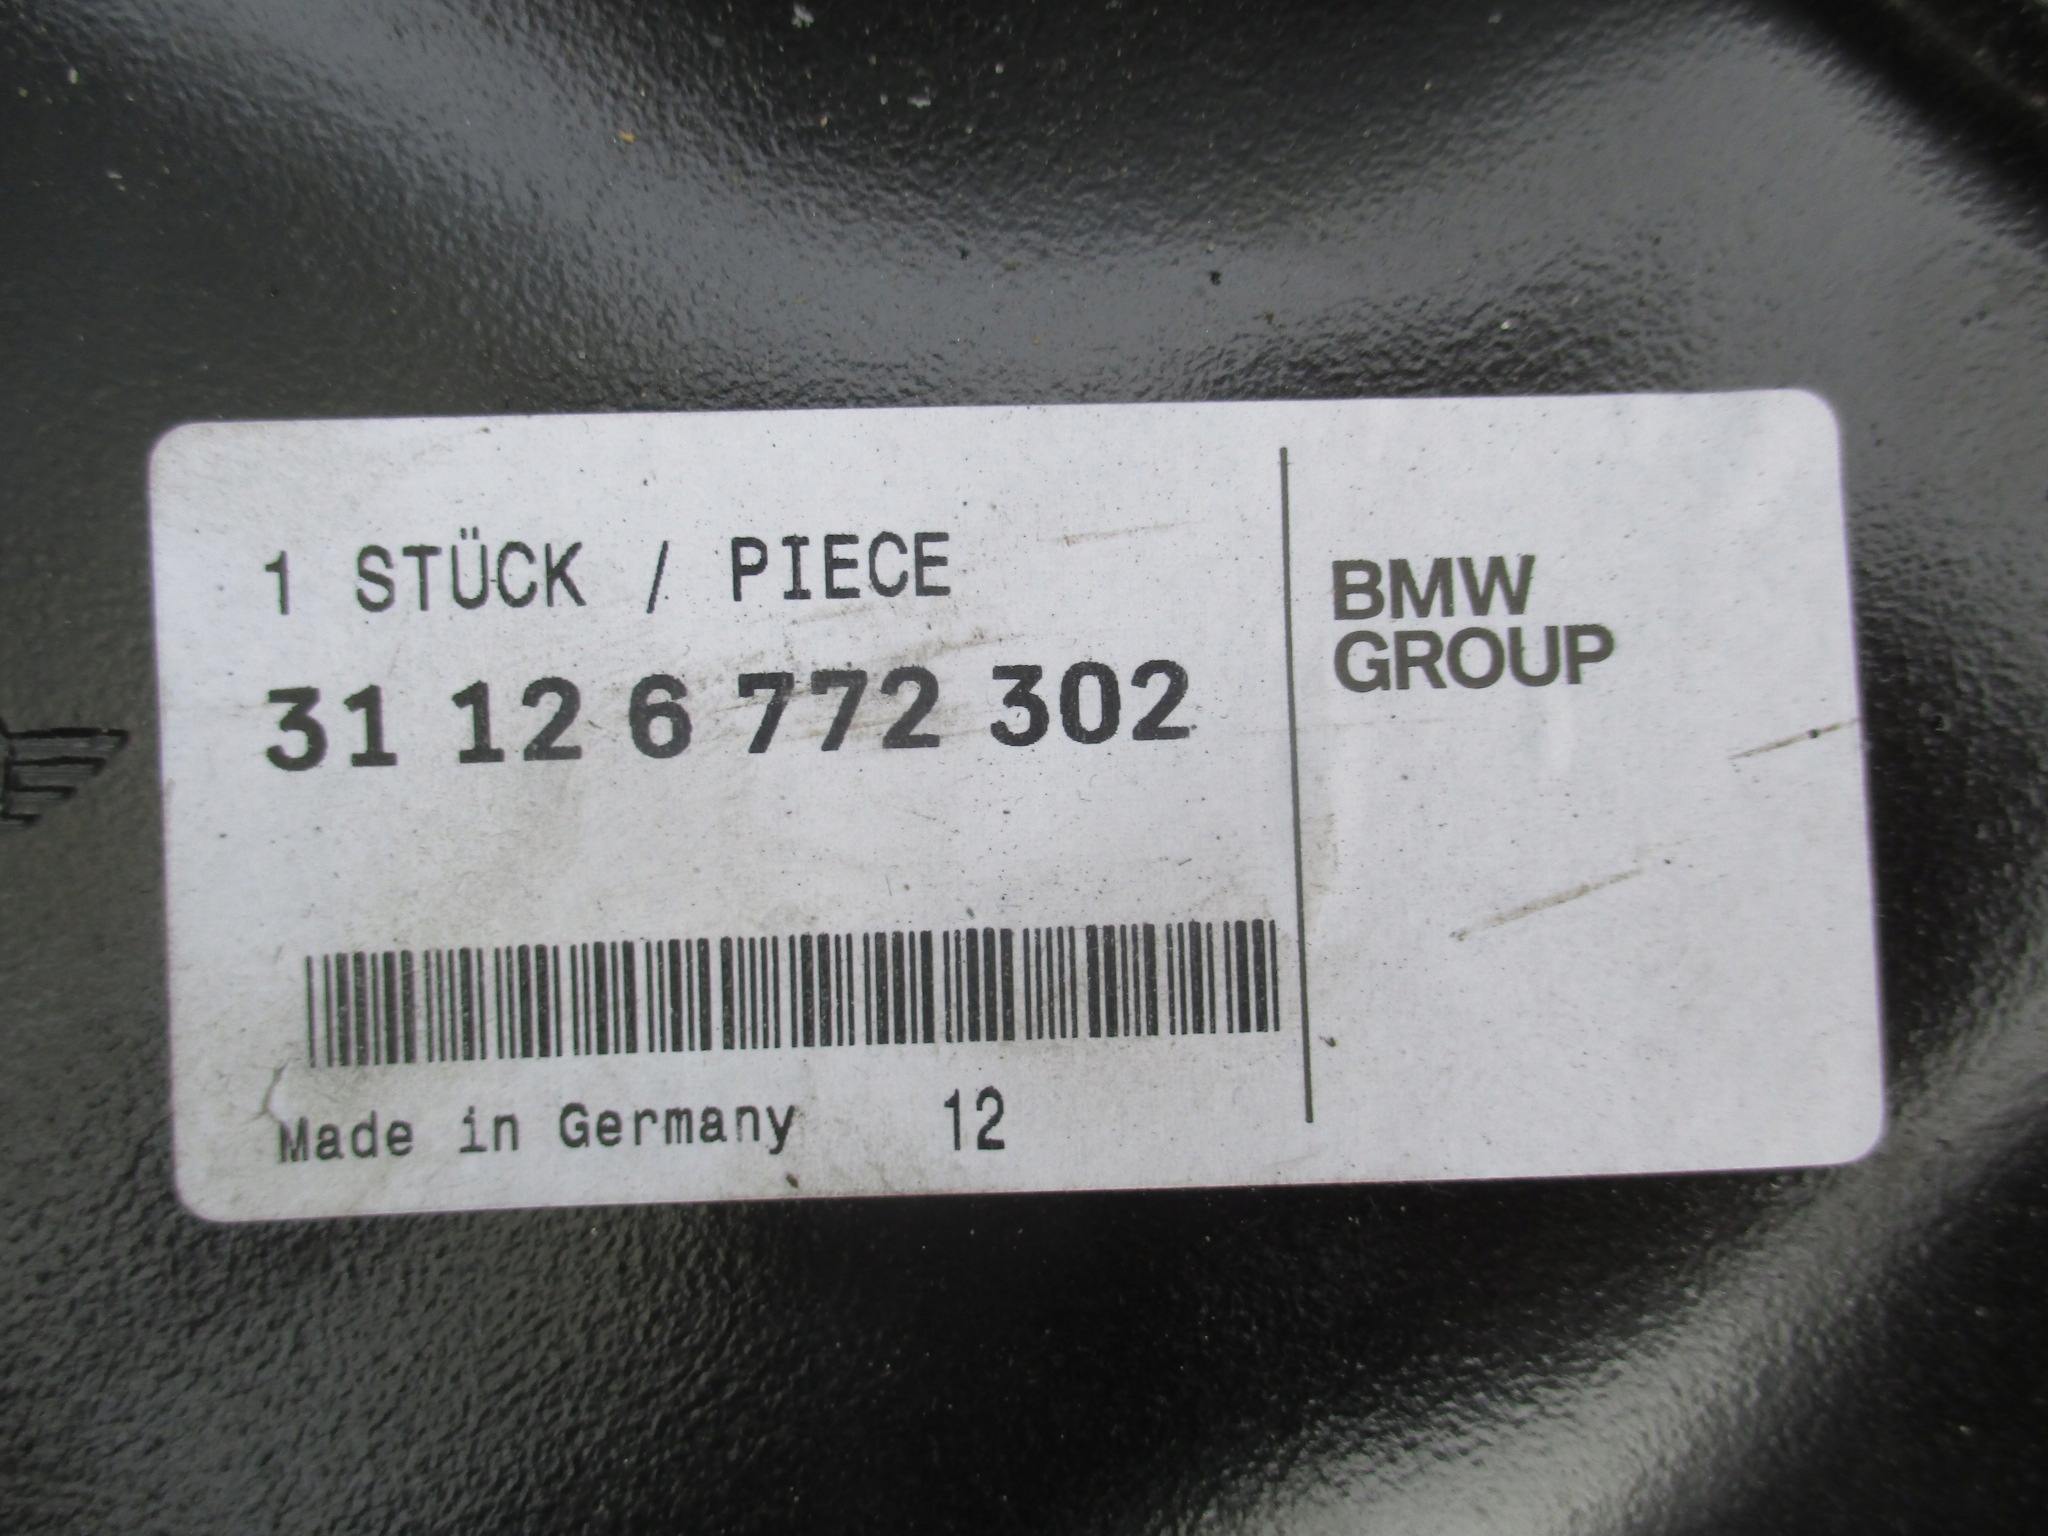 1 STÜCK / PIECE
31 12 6 772 302
Made in Germany 12
BMW
GROUP